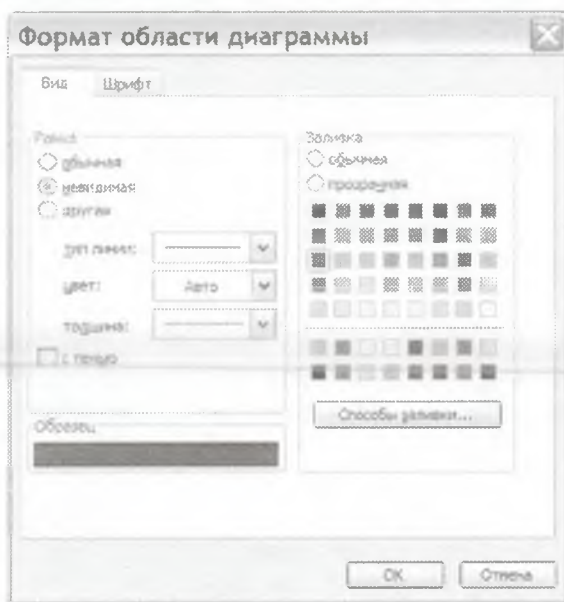 Формат области диаграммы
Вид Шрифт
Рамка
обычная
невидимая
другая
тип линии:
цвет: Авто
толщина:
с тенью
Образец
Заливка
обычная
прозрачная
Способы заливки...
ОК Отмена